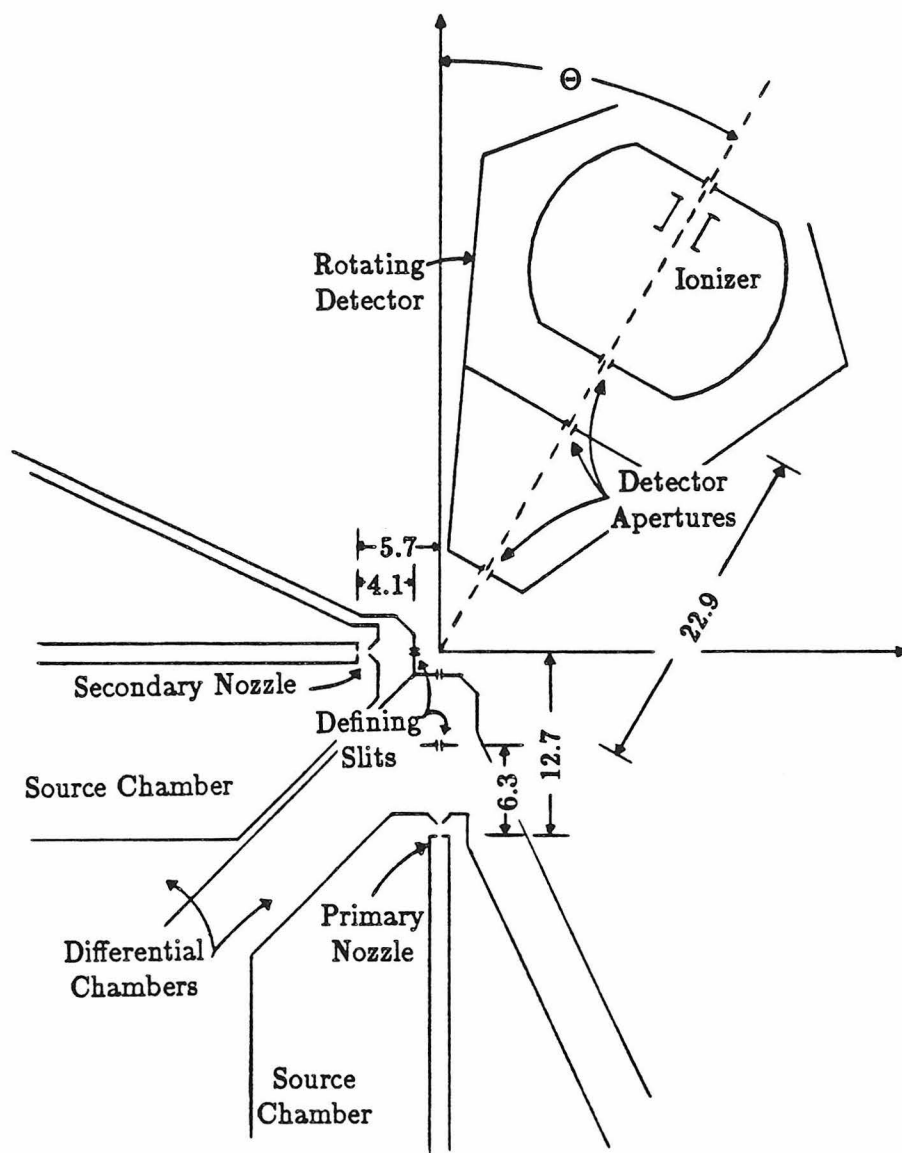 Θ
Rotating
Detector
Ionizer
Detector
Apertures
5.7
4.1
22.9
Secondary Nozzle
Defining
Slits
12.7
6.3
Source Chamber
Primary
Nozzle
Differential
Chambers
Source
Chamber